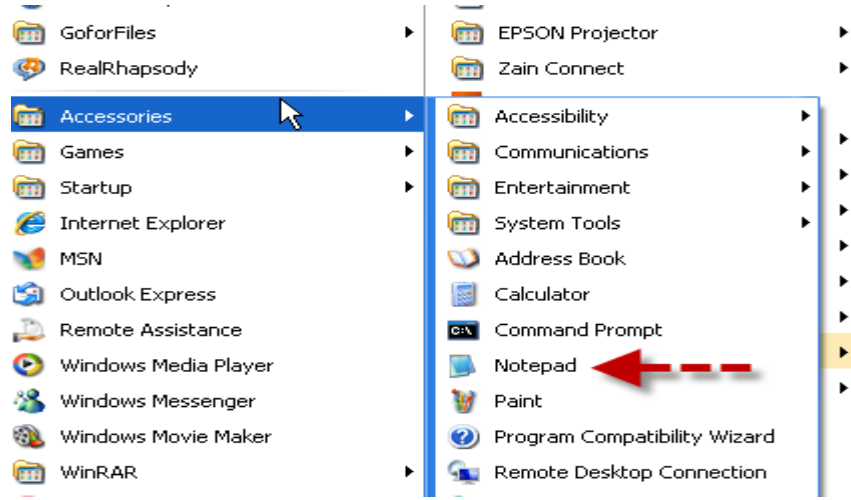 GoforFiles
RealRhapsody
Accessories
Games
Startup
Internet Explorer
MSN
Outlook Express
Remote Assistance
Windows Media Player
Windows Messenger
Windows Movie Maker
WinRAR
EPSON Projector
Zain Connect
Accessibility
Communications
Entertainment
System Tools
Address Book
Calculator
C:\
Command Prompt
Notepad
Paint
Program Compatibility Wizard
Remote Desktop Connection